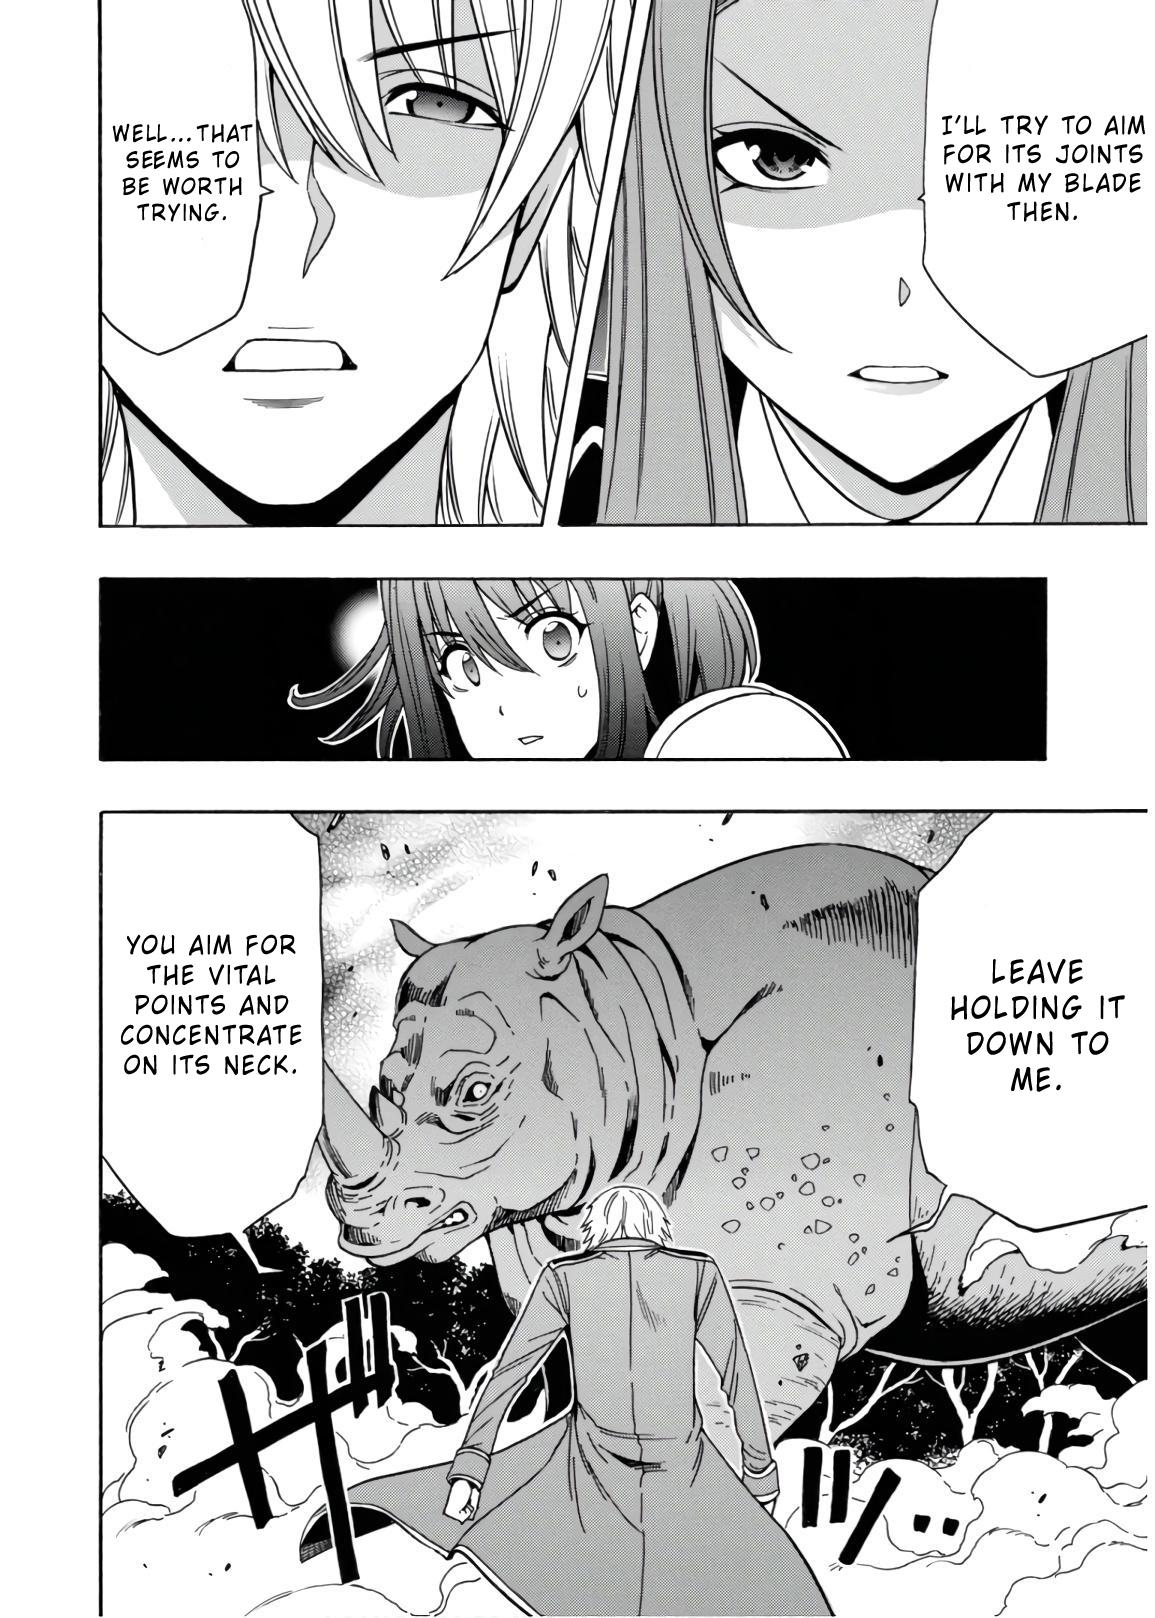 I'LL TRY TO AIM
FOR ITS JOINTS
WITH MY BLADE
THEN.
WELL...THAT
SEEMS TO
BE WORTH
TRYING.
LEAVE
HOLDING IT
DOWN TO
ME.
YOU AIM FOR
THE VITAL
POINTS AND
CONCENTRATE
ON ITS NECK.